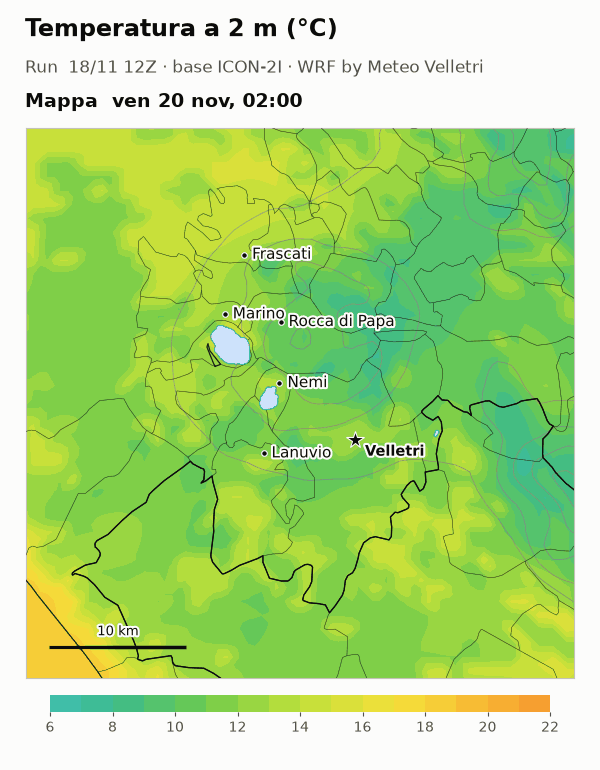 Temperatura a 2 m (°C)
Run  18/11 12Z · base ICON-2I · WRF by Meteo Velletri
Mappa  ven 20 nov, 02:00
Frascati
Marino
Rocca di Papa
Nemi
Velletri
Lanuvio
10 km
6 8 10 12 14 16 18 20 22